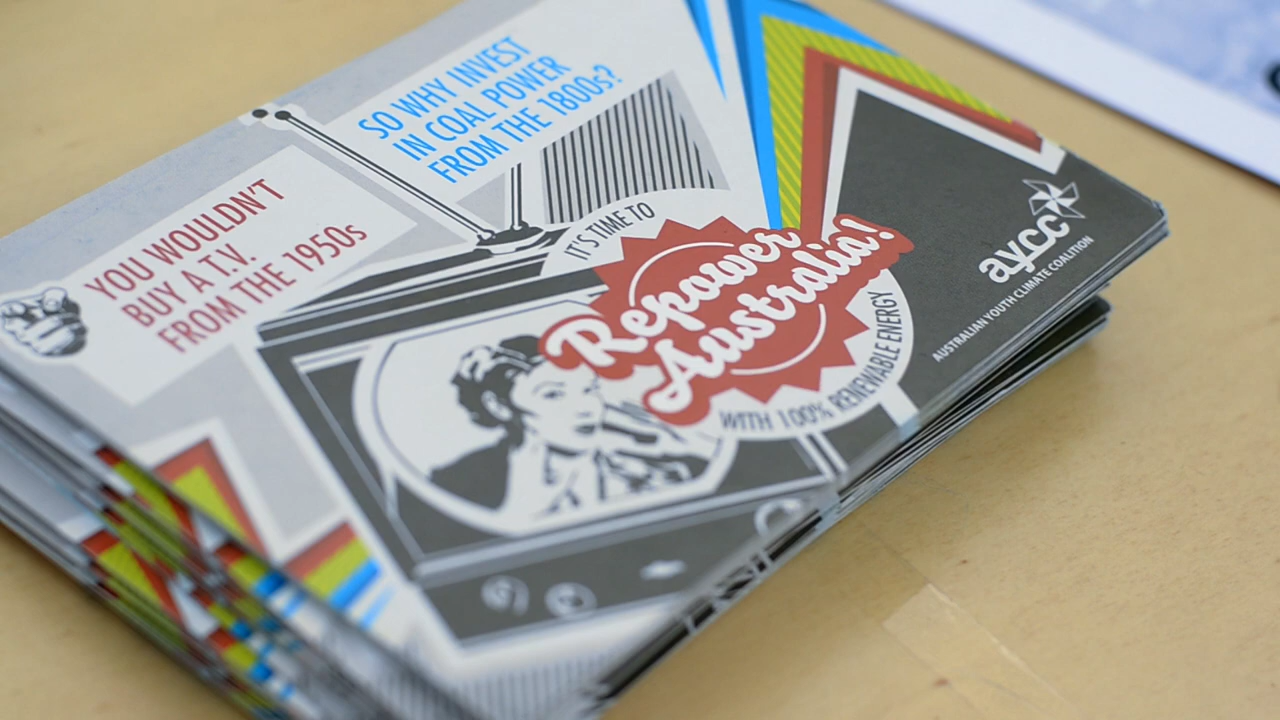 YOU WOULDN'T
BUY A T.V.
FROM THE 1950s
SO WHY INVEST
IN COAL POWER
FROM THE 1800s?
IT'S TIME TO
Repower
Australia!
WITH 100% RENEWABLE ENERGY
aycc
AUSTRALIAN YOUTH CLIMATE COALITION